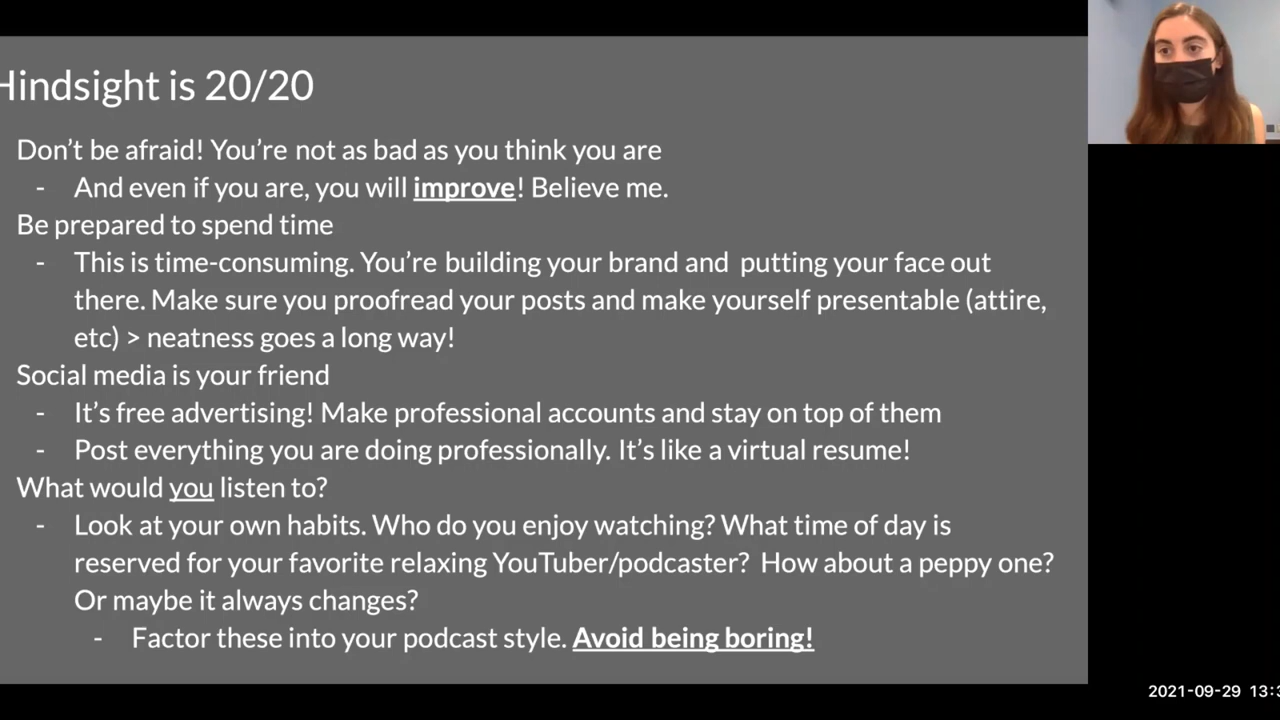 Hindsight is 20/20
Don't be afraid! You're not as bad as you think you are
- And even if you are, you will improve! Believe me.
Be prepared to spend time
- This is time-consuming. You're building your brand and putting your face out
there. Make sure you proofread your posts and make yourself presentable (attire,
etc) > neatness goes a long way!
Social media is your friend
- It's free advertising! Make professional accounts and stay on top of them
- Post everything you are doing professionally. It's like a virtual resume!
What would you listen to?
- Look at your own habits. Who do you enjoy watching? What time of day is
reserved for your favorite relaxing YouTuber/podcaster? How about a peppy one?
Or maybe it always changes?
- Factor these into your podcast style. Avoid being boring!
2021-09-29 13:3